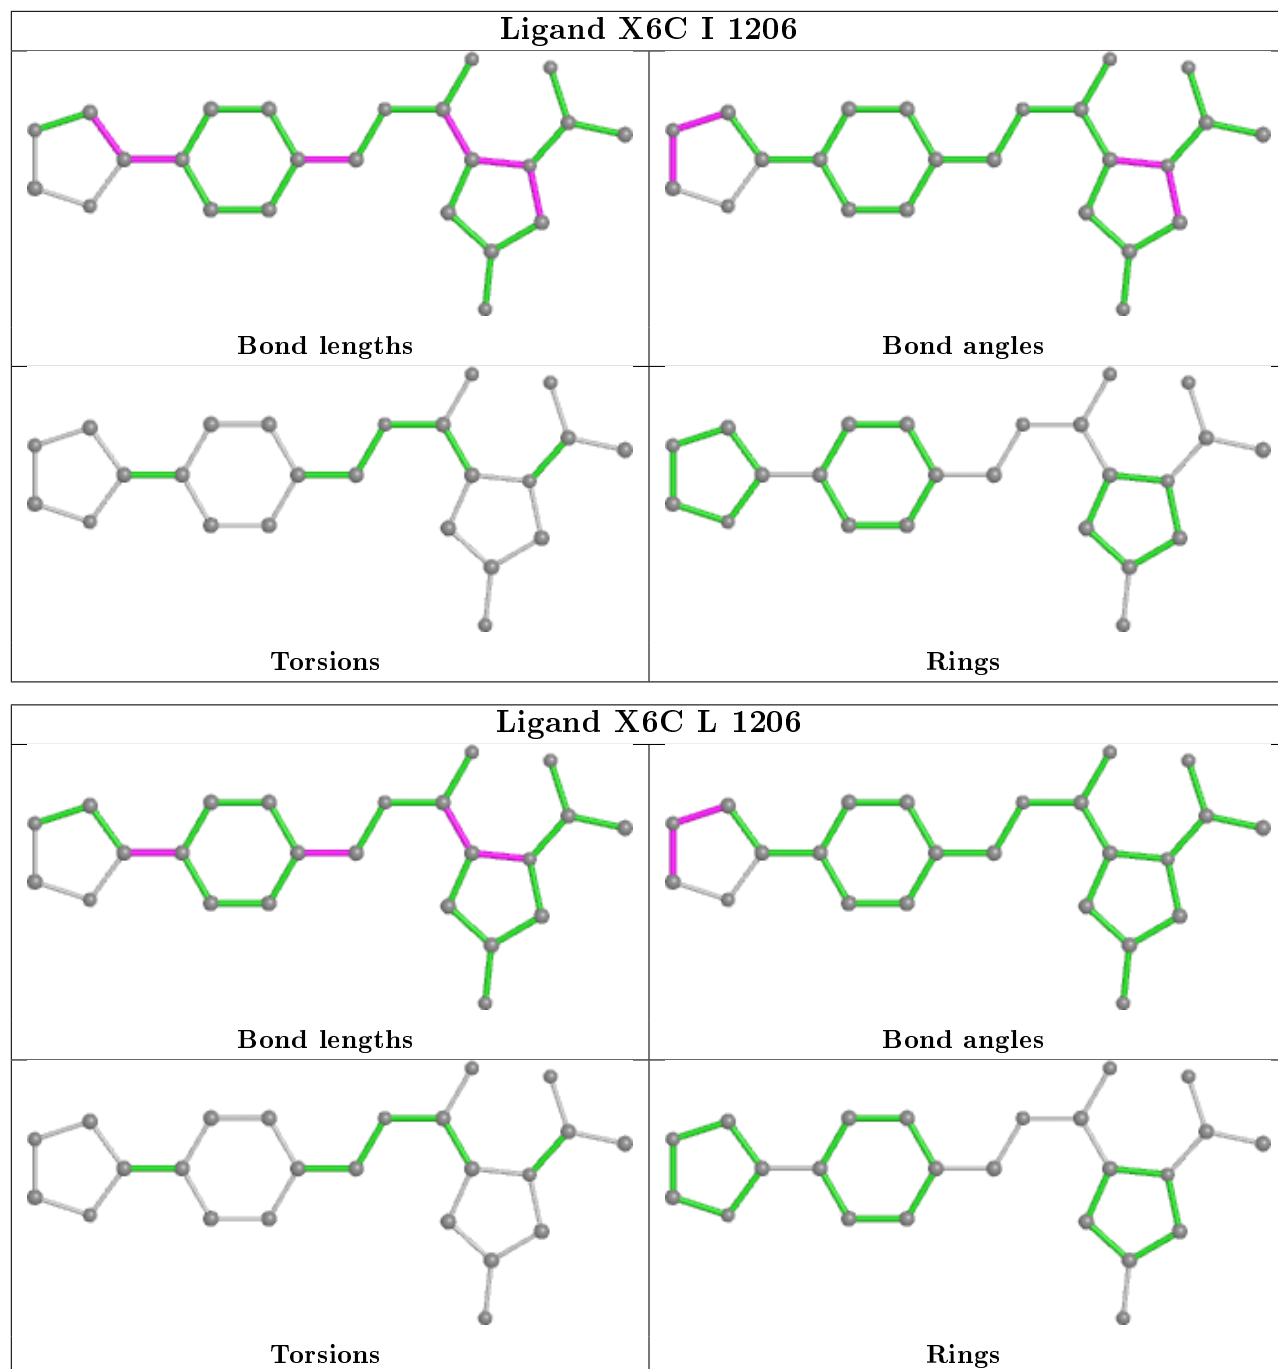 Ligand X6C I 1206
Bond lengths
Bond angles
Torsions
Rings
Ligand X6C L 1206
Bond lengths
Bond angles
Torsions
Rings